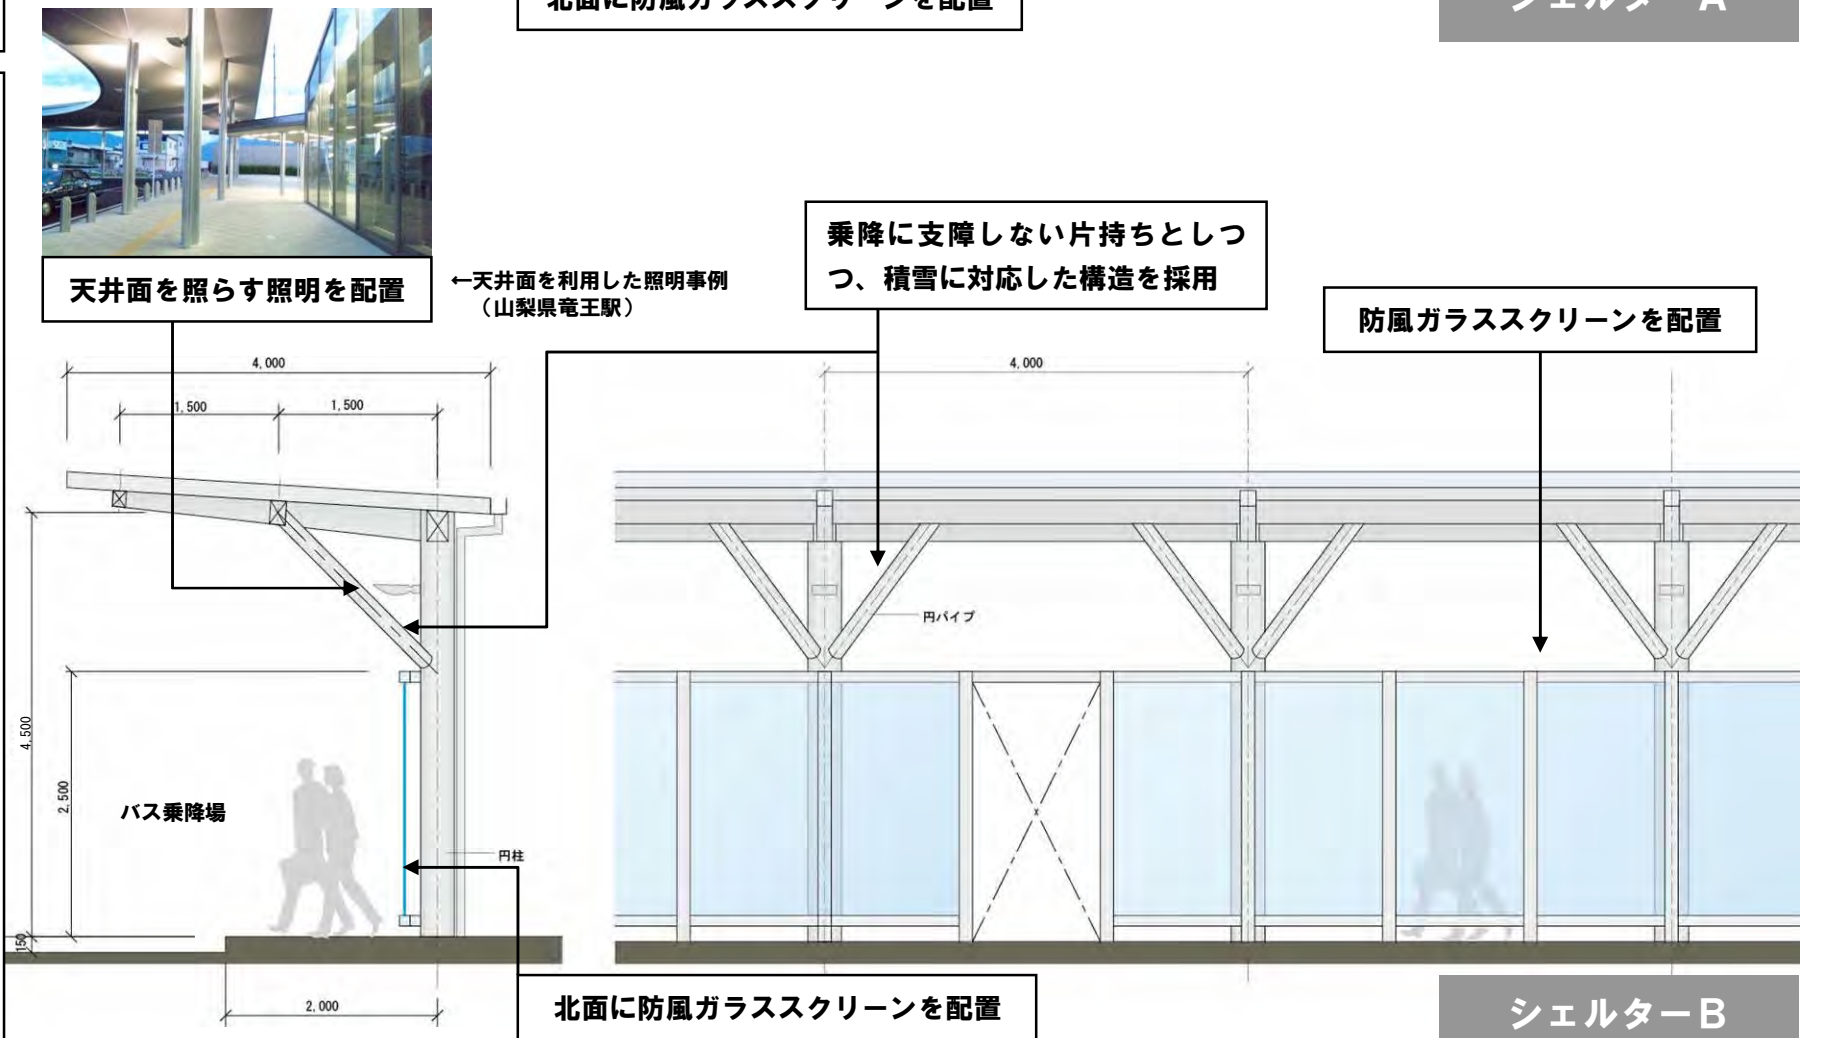 北面に防風ガラススクリーンを配置
シェルターA
天井面を照らす照明を配置
←天井面を利用した照明事例
（山梨県竜王駅）
乗降に支障しない片持ちとしつ
つ、積雪に対応した構造を採用
防風ガラススクリーンを配置
4,000
1,500
1,500
4,000
円パイプ
4,500
2,500
バス乗降場
円柱
150
2,000
北面に防風ガラススクリーンを配置
シェルターB